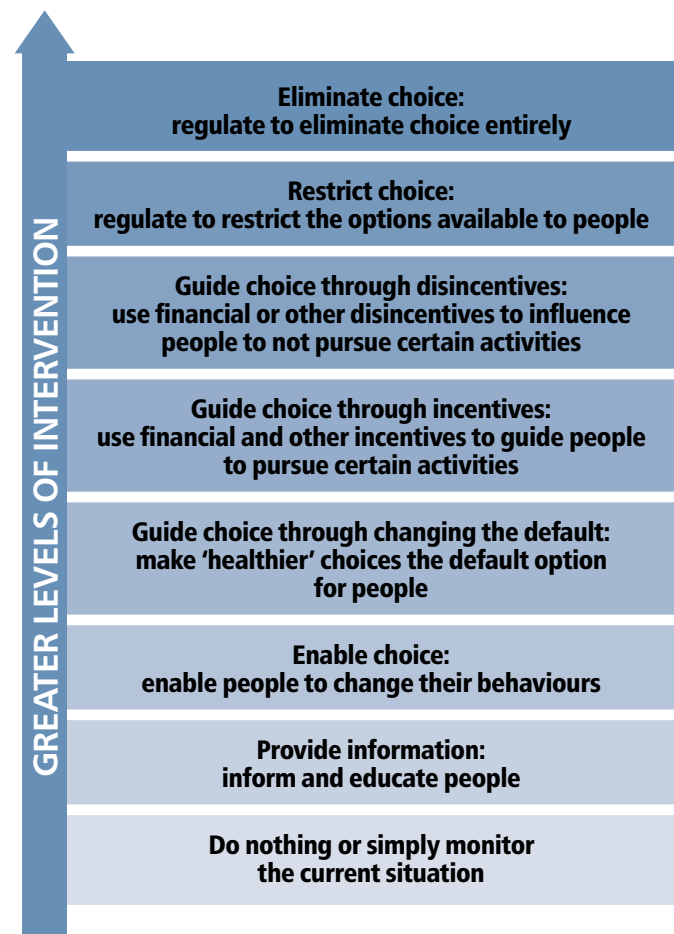 GREATER LEVELS OF INTERVENTION
Eliminate choice:
regulate to eliminate choice entirely
Restrict choice:
regulate to restrict the options available to people
Guide choice through disincentives:
use financial or other disincentives to influence
people to not pursue certain activities
Guide choice through incentives:
use financial and other incentives to guide people
to pursue certain activities
Guide choice through changing the default:
make ‘healthier’ choices the default option
for people
Enable choice:
enable people to change their behaviours
Provide information:
inform and educate people
Do nothing or simply monitor
the current situation